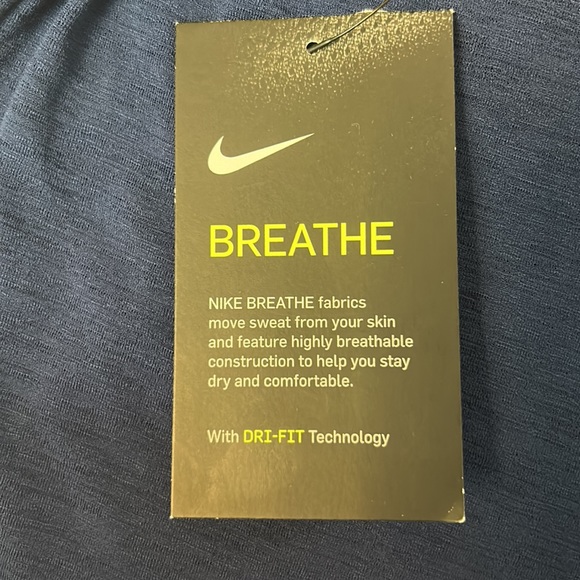 BREATHE
NIKE BREATHE fabrics
move sweat from your skin
and feature highly breathable
construction to help you stay
dry and comfortable.
With DRI-FIT Technology